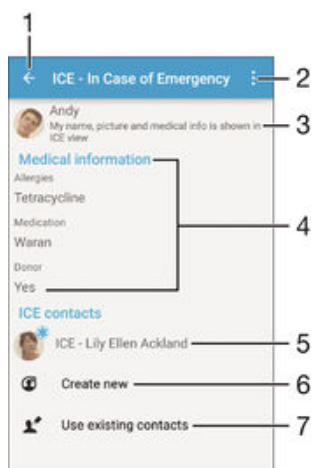 1
ICE - In Case of Emergency
2
Andy
My name, picture and medical info is shown in
ICE view
3
Medical information
Allergies
Tetracycline
Medication
Waran
4
Donor
Yes
ICE contacts
ICE - Lily Ellen Ackland
5
Create new
6
Use existing contacts
7